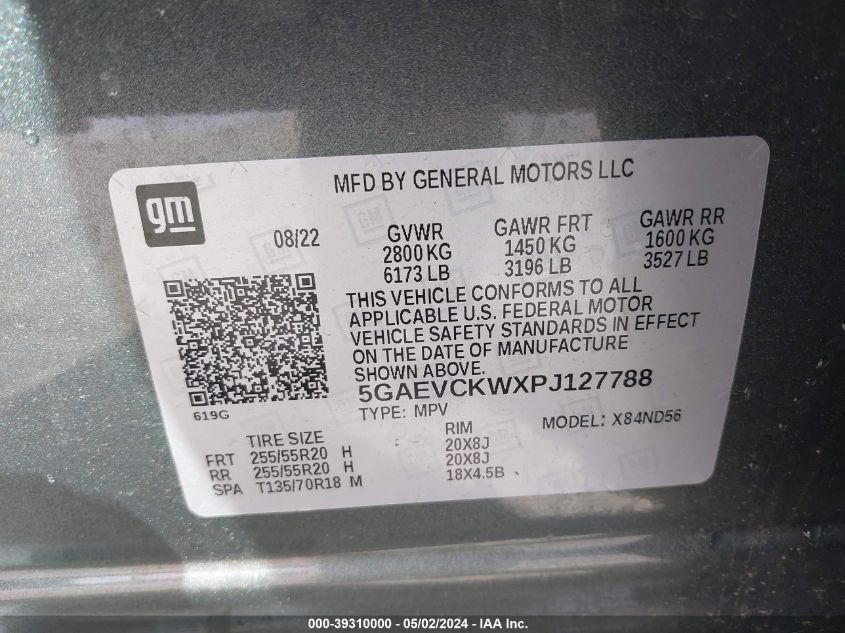 gm
MFD BY GENERAL MOTORS LLC
08/22
GVWR
2800 KG
6173 LB
GAWR FRT
1450 KG
3196 LB
GAWR RR
1600 KG
3527 LB
THIS VEHICLE CONFORMS TO ALL
APPLICABLE U.S. FEDERAL MOTOR
VEHICLE SAFETY STANDARDS IN EFFECT
ON THE DATE OF MANUFACTURE
SHOWN ABOVE.
619G
5GAEVCKWXPJ127788
TYPE: MPV
MODEL: X84ND56
TIRE SIZE RIM
FRT 255/55R20 H 20X8J
RR 255/55R20 H 20X8J
SPA T135/70R18 M 18X4.5B
000-39310000 - 05/02/2024 - IAA Inc.